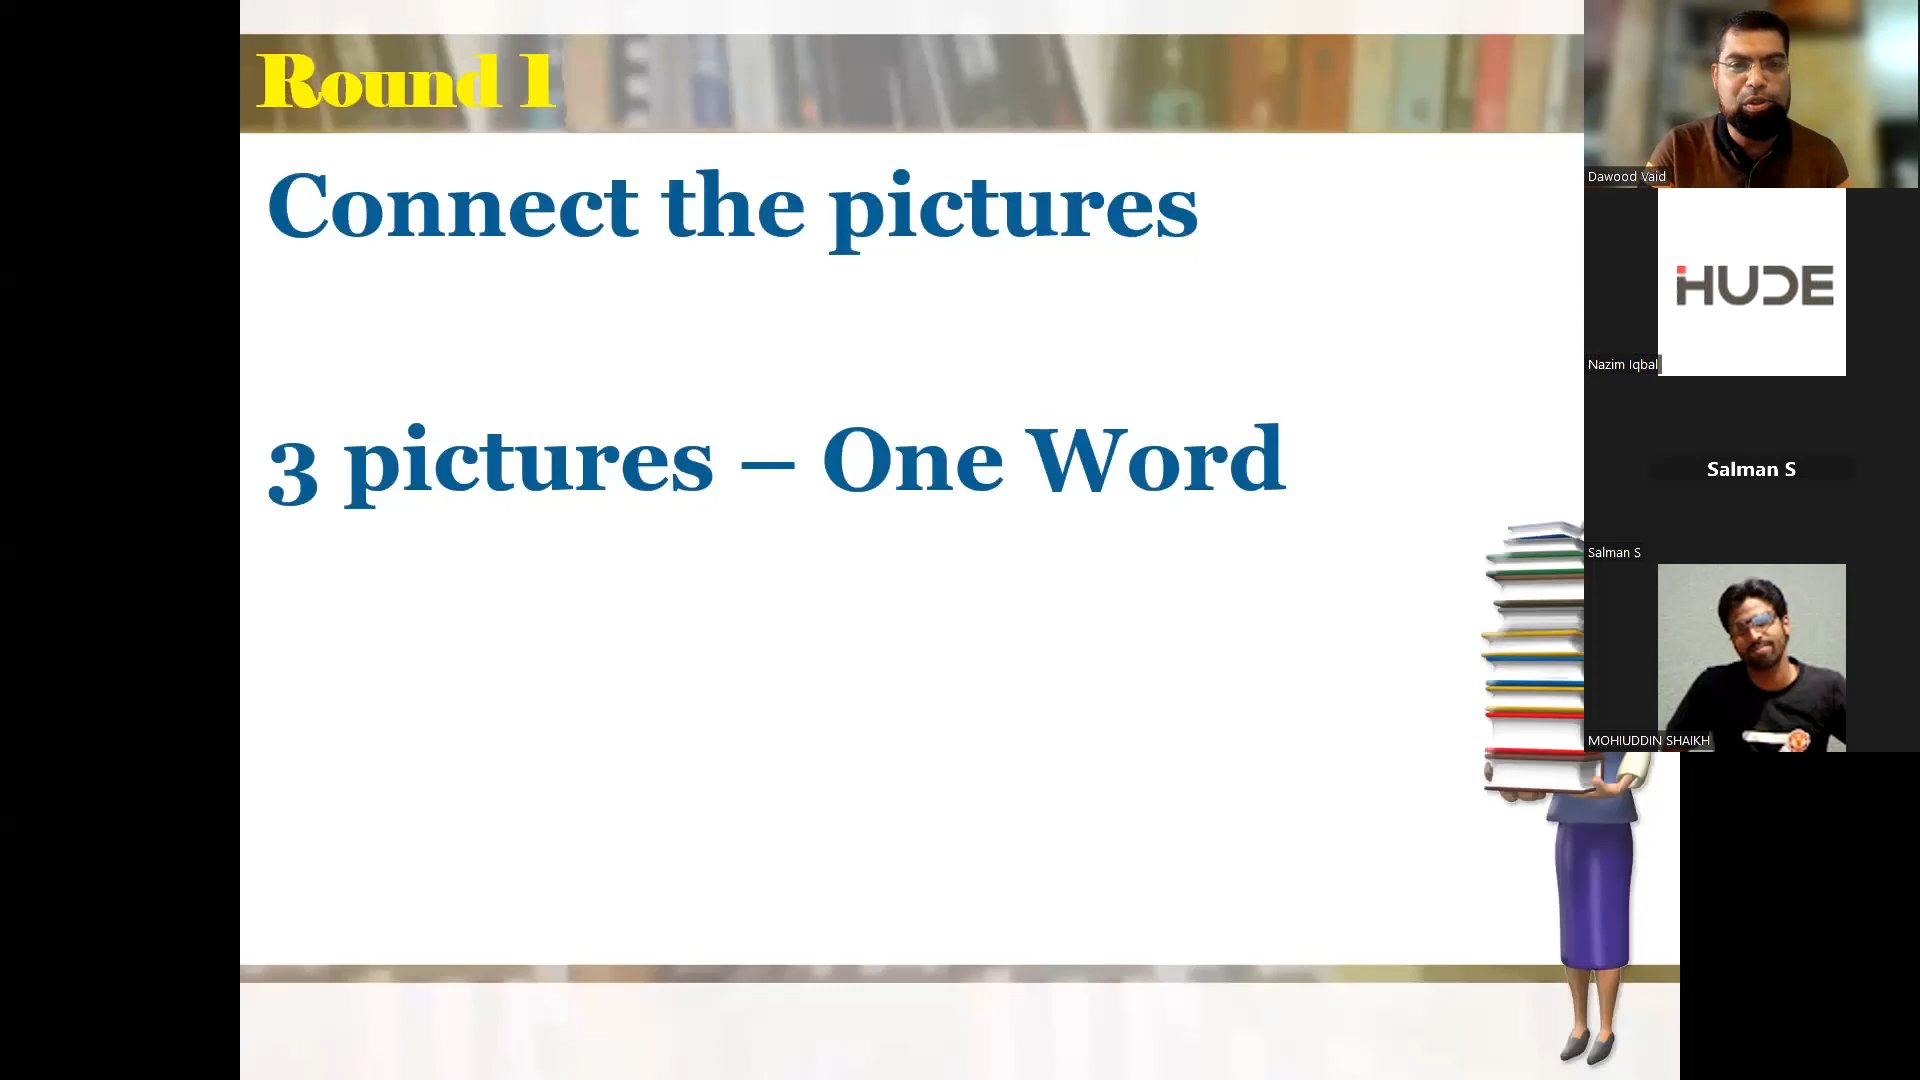 Round 1
Connect the pictures
3 pictures – One Word
Dawood Vaid
HUDE
Nazim Iqbal
Salman S
Salman S
MOHIUDDIN SHAIKH